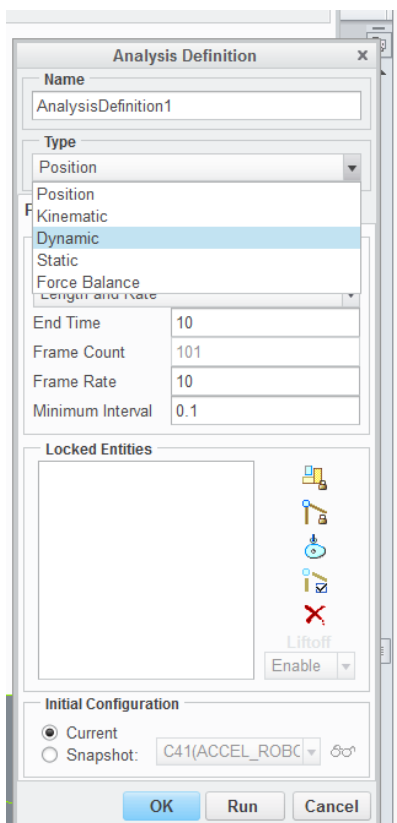 Analysis Definition x
Name
AnalysisDefinition1
Type
Position
Position
Kinematic
Dynamic
Static
Force Balance
Length and Rate
End Time 10
Frame Count 101
Frame Rate 10
Minimum Interval 0.1
Locked Entities
Liftoff
Enable
Initial Configuration
Current
Snapshot: C41(ACCEL_ROBC
OK Run Cancel